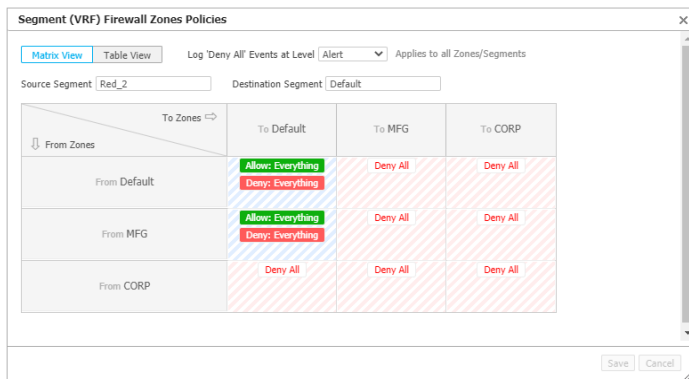 Segment (VRF) Firewall Zones Policies
Matrix View Table View Log 'Deny All' Events at Level Alert Applies to all Zones/Segments
Source Segment Red_2 Destination Segment Default
To Zones
From Zones
To Default To MFG To CORP
From Default
Allow: Everything
Deny: Everything
Deny All
Deny All
From MFG
Allow: Everything
Deny: Everything
Deny All
Deny All
From CORP
Deny All
Deny All
Deny All
Save Cancel